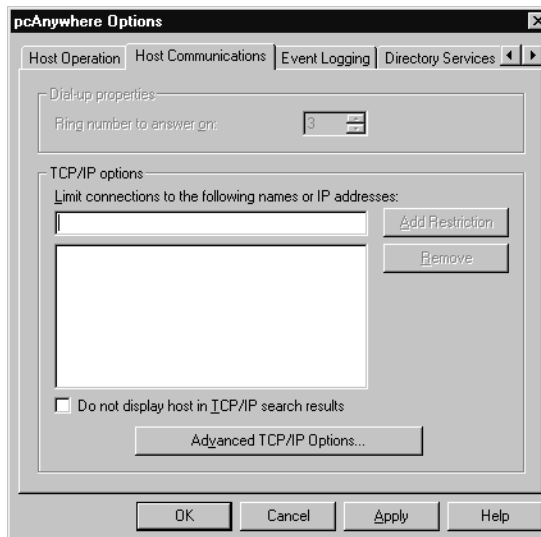 pcAnywhere Options
Host Operation Host Communications Event Logging Directory Services
Dial-up properties
Ring number to answer on: 3
TCP/IP options
Limit connections to the following names or IP addresses:
Add Restriction
Remove
Do not display host in TCP/IP search results
Advanced TCP/IP Options...
OK Cancel Apply Help